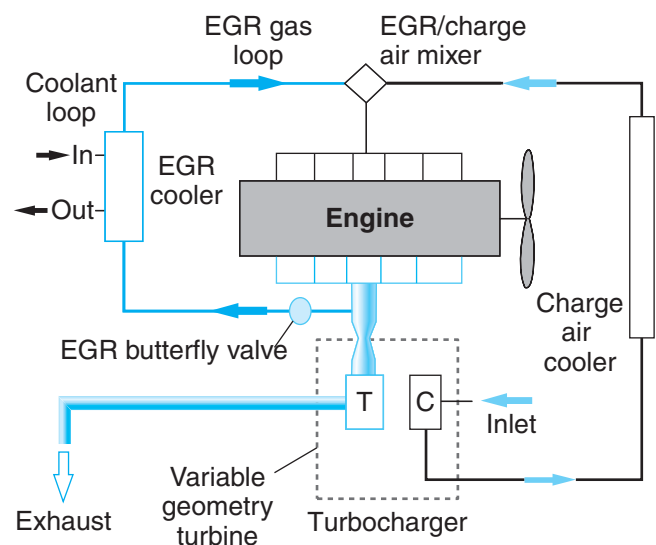 EGR gas
loop
EGR/charge
air mixer
Coolant
loop
In
Out
EGR
cooler
Engine
Charge
air
cooler
EGR butterfly valve
T
C
Inlet
Variable
geometry
turbine
Turbocharger
Exhaust